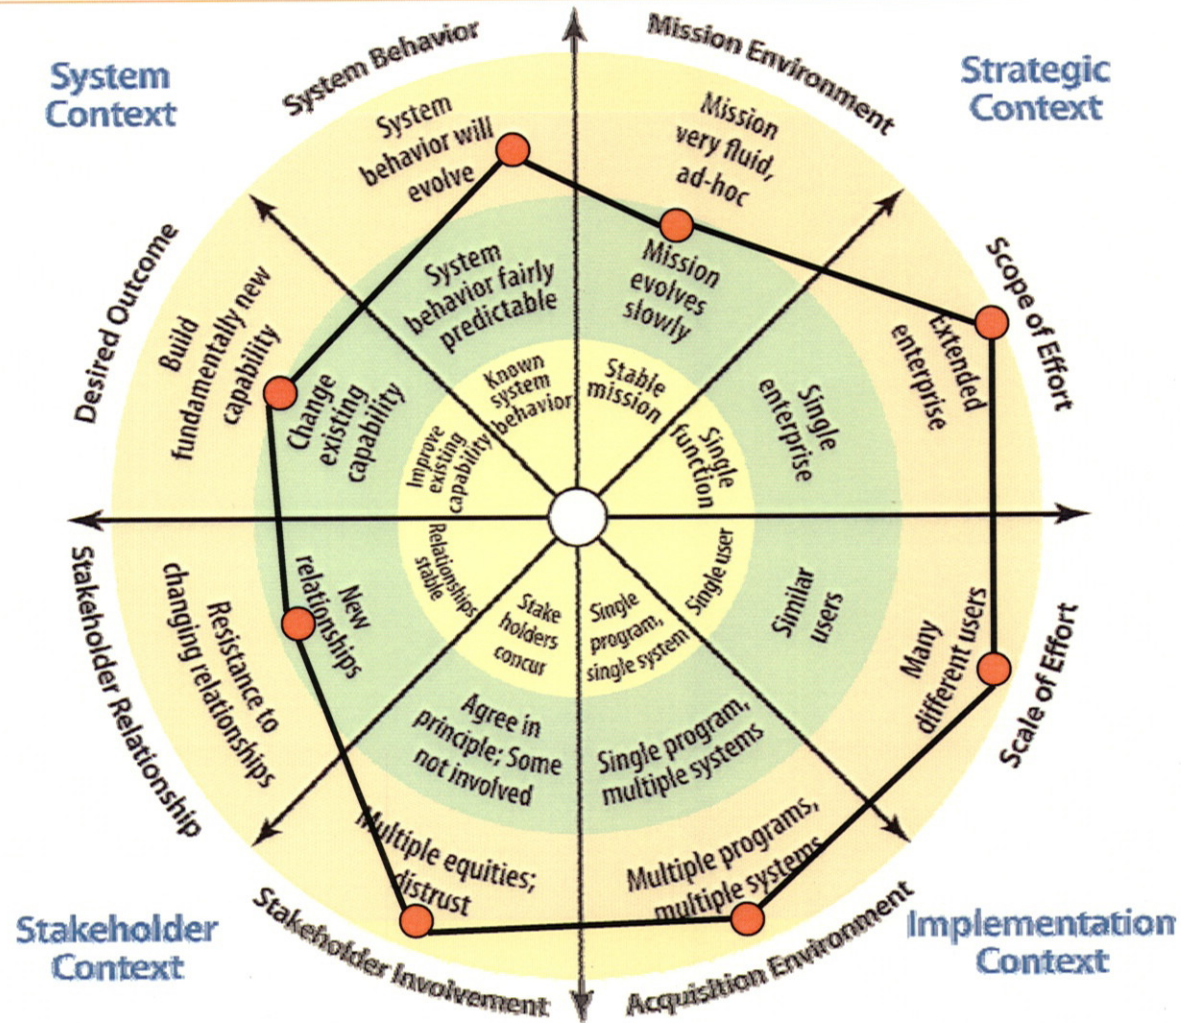 System
Context
System Behavior
Mission Environment
Strategic
Context
System
behavior will
evolve
Mission
very fluid,
ad-hoc
Desired Outcome
Build
fundamentally new
capability
System
behavior fairly
predictable
Mission
evolves
slowly
Scope of Effort
Extended
enterprise
Change
existing
capability
Known
system
behavior
Stable
mission
Single
enterprise
Improve
existing
capability
Single
function
Stakeholder Relationship
Resistance to
changing relationships
New
relationships
Relationships
stable
Stake
holders
concur
Single
program,
single system
Single user
Similar
users
Many
different users
Scale of Effort
Agree in
principle; Some
not involved
Single program,
multiple systems
Multiple equities;
distrust
Multiple programs,
multiple systems
Stakeholder
Context
Stakeholder Involvement
Acquisition Environment
Implementation
Context